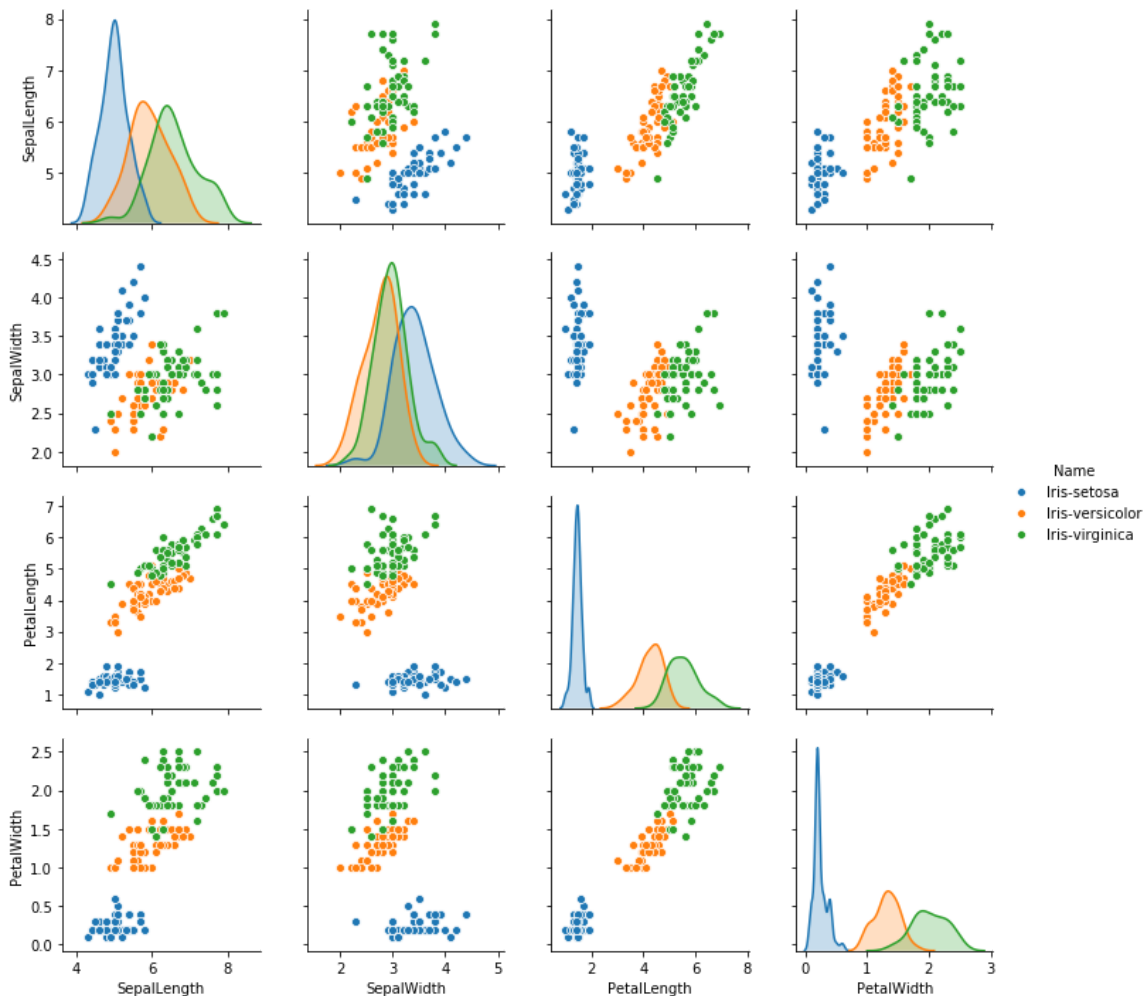 8
7
6
5
SepalLength
4.5
4.0
3.5
3.0
2.5
2.0
SepalWidth
Name
Iris-setosa
Iris-versicolor
Iris-virginica
7
6
5
4
3
2
1
PetalLength
2.5
2.0
1.5
1.0
0.5
0.0
PetalWidth
4 6 8
2 3 4 5
2 4 6 8
0 1 2 3
SepalLength
SepalWidth
PetalLength
PetalWidth